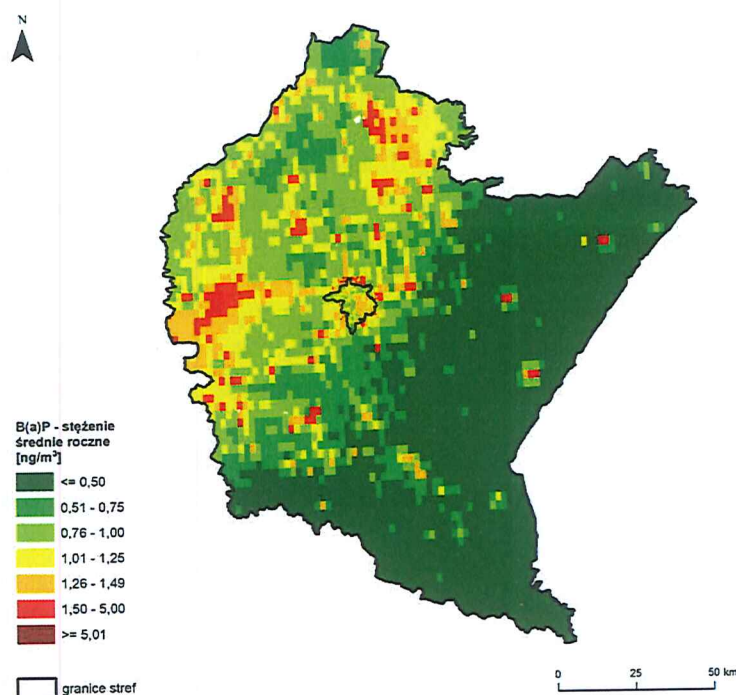 N
B(a)P - stężenie
średnie roczne
[ng/m³]
<= 0,50
0,51 - 0,75
0,76 - 1,00
1,01 - 1,25
1,26 - 1,49
1,50 - 5,00
>= 5,01
granice stref
0 25 50 km